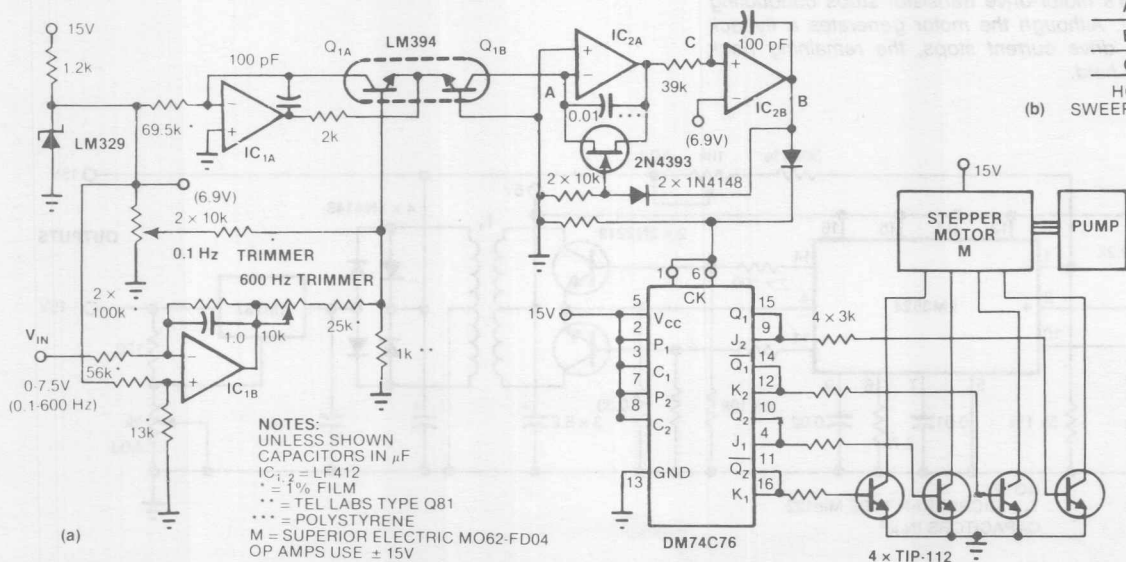 15V
1.2k
LM329
69.5k*
100 pF
IC1A
2k
Q1A
LM394
Q1B
(6.9V)
2 × 10k
0.1 Hz
TRIMMER
600 Hz TRIMMER
2 ×
100k*
1.0
10k
25k*
1k **
VIN
0-7.5V
(0.1-600 Hz)
56k*
13k
IC1B
(a)
NOTES:
UNLESS SHOWN
CAPACITORS IN µF
IC1, 2 = LF412
* = 1% FILM
** = TEL LABS TYPE Q81
*** = POLYSTYRENE
M = SUPERIOR ELECTRIC MO62-FD04
OP AMPS USE ± 15V
IC2A
A
0.01 ***
2N4393
2 × 10k
2 × 1N4148
39k
C
100 pF
IC2B
B
(6.9V)
15V
1
6
CK
5
VCC
2
P1
3
C1
7
P2
8
C2
13
GND
15
Q1
9
J2
14
Q1
12
K2
10
Q2
4
J1
11
Q2
16
K1
DM74C76
4 × 3k
15V
STEPPER
MOTOR
M
PUMP
4 × TIP-112
(b)
SWEEP